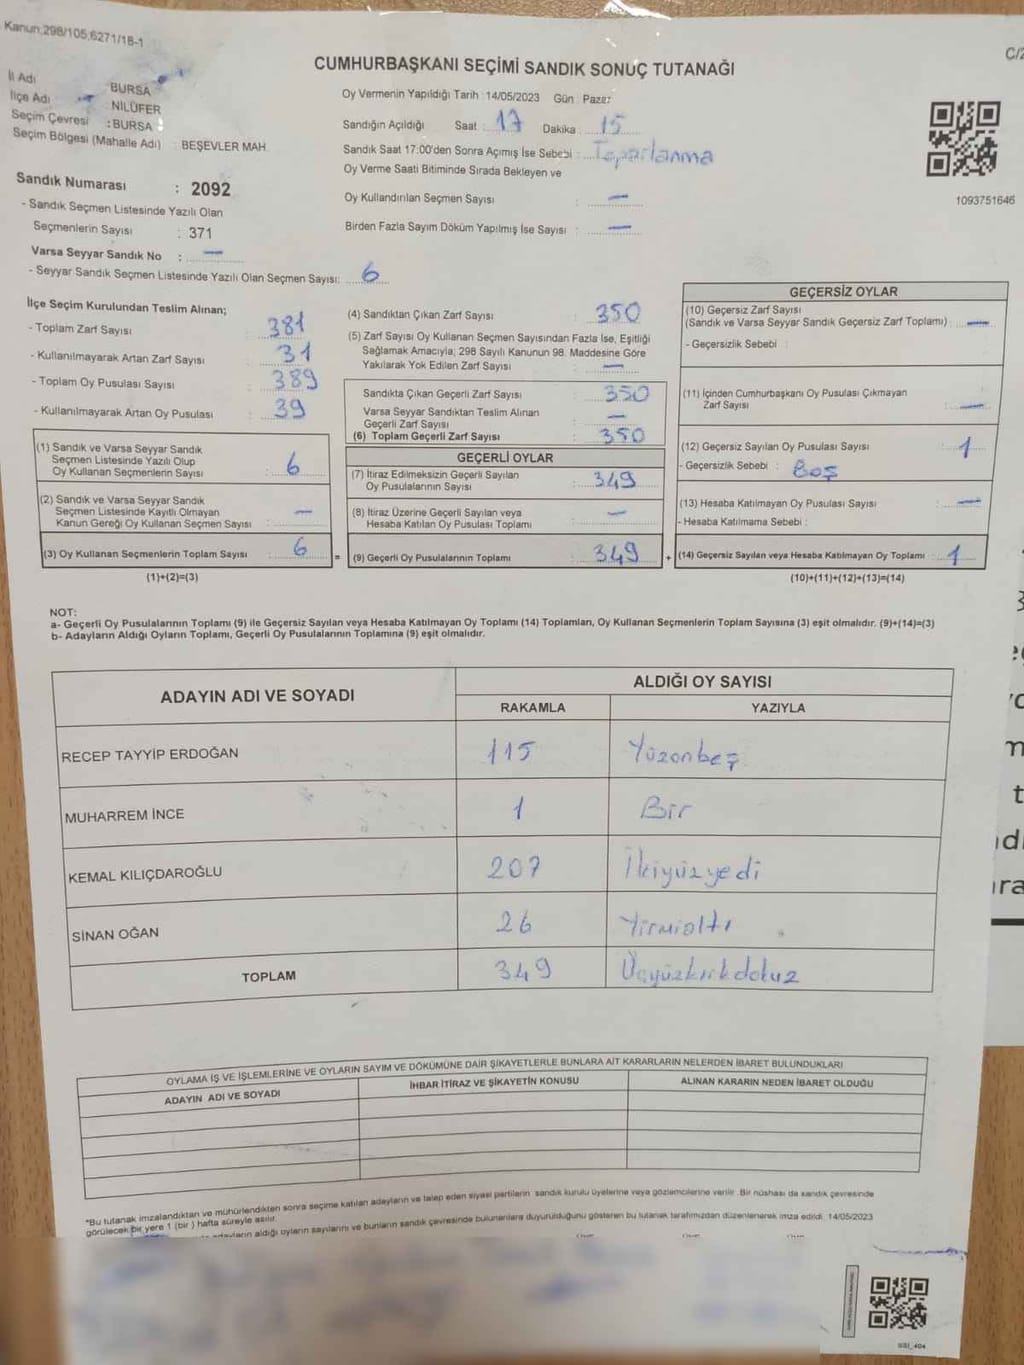 Kanun:298/105,6271/18-1
C/2
CUMHURBAŞKANI SEÇİMİ SANDIK SONUÇ TUTANAĞI
İl Adı BURSA
İlçe Adı NİLÜFER
Seçim Çevresi : BURSA
Seçim Bölgesi (Mahalle Adı) : BEŞEVLER MAH.
Sandık Numarası : 2092
- Sandık Seçmen Listesinde Yazılı Olan
Seçmenlerin Sayısı : 371
Varsa Seyyar Sandık No : —
- Seyyar Sandık Seçmen Listesinde Yazılı Olan Seçmen Sayısı: 6
Oy Vermenin Yapıldığı Tarih : 14/05/2023 Gün : Pazar
Sandığın Açıldığı Saat : 17 Dakika : 15
Sandık Saat 17:00'den Sonra Açımış İse Sebebi : Toparlanma
Oy Verme Saati Bitiminde Sırada Bekleyen ve
Oy Kullandırılan Seçmen Sayısı : —
Birden Fazla Sayım Döküm Yapılmış İse Sayısı : —
1093751646
İlçe Seçim Kurulundan Teslim Alınan;
- Toplam Zarf Sayısı : 381
- Kullanılmayarak Artan Zarf Sayısı : 31
- Toplam Oy Pusulası Sayısı : 389
- Kullanılmayarak Artan Oy Pusulası : 39
(1) Sandık ve Varsa Seyyar Sandık
Seçmen Listesinde Yazılı Olup
Oy Kullanan Seçmenlerin Sayısı : 6
(2) Sandık ve Varsa Seyyar Sandık
Seçmen Listesinde Kayıtlı Olmayan
Kanun Gereği Oy Kullanan Seçmen Sayısı : —
(3) Oy Kullanan Seçmenlerin Toplam Sayısı : 6
(1)+(2)=(3)
(4) Sandıktan Çıkan Zarf Sayısı : 350
(5) Zarf Sayısı Oy Kullanan Seçmen Sayısından Fazla İse, Eşitliği
Sağlamak Amacıyla; 298 Sayılı Kanunun 98. Maddesine Göre
Yakılarak Yok Edilen Zarf Sayısı : —
Sandıkta Çıkan Geçerli Zarf Sayısı : 350
Varsa Seyyar Sandıktan Teslim Alınan
Geçerli Zarf Sayısı : —
(6) Toplam Geçerli Zarf Sayısı : 350
GEÇERLİ OYLAR
(7) İtiraz Edilmeksizin Geçerli Sayılan
Oy Pusulalarının Sayısı : 349
(8) İtiraz Üzerine Geçerli Sayılan veya
Hesaba Katılan Oy Pusulası Toplamı : —
= (9) Geçerli Oy Pusulalarının Toplamı : 349
GEÇERSİZ OYLAR
(10) Geçersiz Zarf Sayısı
(Sandık ve Varsa Seyyar Sandık Geçersiz Zarf Toplamı) : —
- Geçersizlik Sebebi :
(11) İçinden Cumhurbaşkanı Oy Pusulası Çıkmayan
Zarf Sayısı : —
(12) Geçersiz Sayılan Oy Pusulası Sayısı : 1
- Geçersizlik Sebebi : Boş
(13) Hesaba Katılmayan Oy Pusulası Sayısı : —
- Hesaba Katılmama Sebebi :
+ (14) Geçersiz Sayılan veya Hesaba Katılmayan Oy Toplamı : 1
(10)+(11)+(12)+(13)=(14)
NOT:
a- Geçerli Oy Pusulalarının Toplamı (9) ile Geçersiz Sayılan veya Hesaba Katılmayan Oy Toplamı (14) Toplamları, Oy Kullanan Seçmenlerin Toplam Sayısına (3) eşit olmalıdır. (9)+(14)=(3)
b- Adayların Aldığı Oyların Toplamı, Geçerli Oy Pusulalarının Toplamına (9) eşit olmalıdır.
ADAYIN ADI VE SOYADI ALDIĞI OY SAYISI
RAKAMLA YAZIYLA
RECEP TAYYİP ERDOĞAN 115 Yüzonbeş
MUHARREM İNCE 1 Bir
KEMAL KILIÇDAROĞLU 207 İkiyüzyedi
SİNAN OĞAN 26 Yirmialtı
TOPLAM 349 Üçyüzkırkdokuz
OYLAMA İŞ VE İŞLEMLERİNE VE OYLARIN SAYIM VE DÖKÜMÜNE DAİR ŞİKAYETLERLE BUNLARA AİT KARARLARIN NELERDEN İBARET BULUNDUKLARI
ADAYIN ADI VE SOYADI İHBAR İTİRAZ VE ŞİKAYETİN KONUSU ALINAN KARARIN NEDEN İBARET OLDUĞU
*Bu tutanak imzalandıktan ve mühürlendikten sonra seçime katılan adayların ve talep eden siyasi partilerin sandık kurulu üyelerine veya gözlemcilerine verilir. Bir nüshası da sandık çevresinde
görülecek bir yere 1 (bir) hafta süreyle asılır.
adayların aldığı oyların sayılarını ve bunların sandık çevresinde bulunanlara duyurulduğunu gösteren bu tutanak tarafımızdan düzenlenerek imza edildi. 14/05/2023